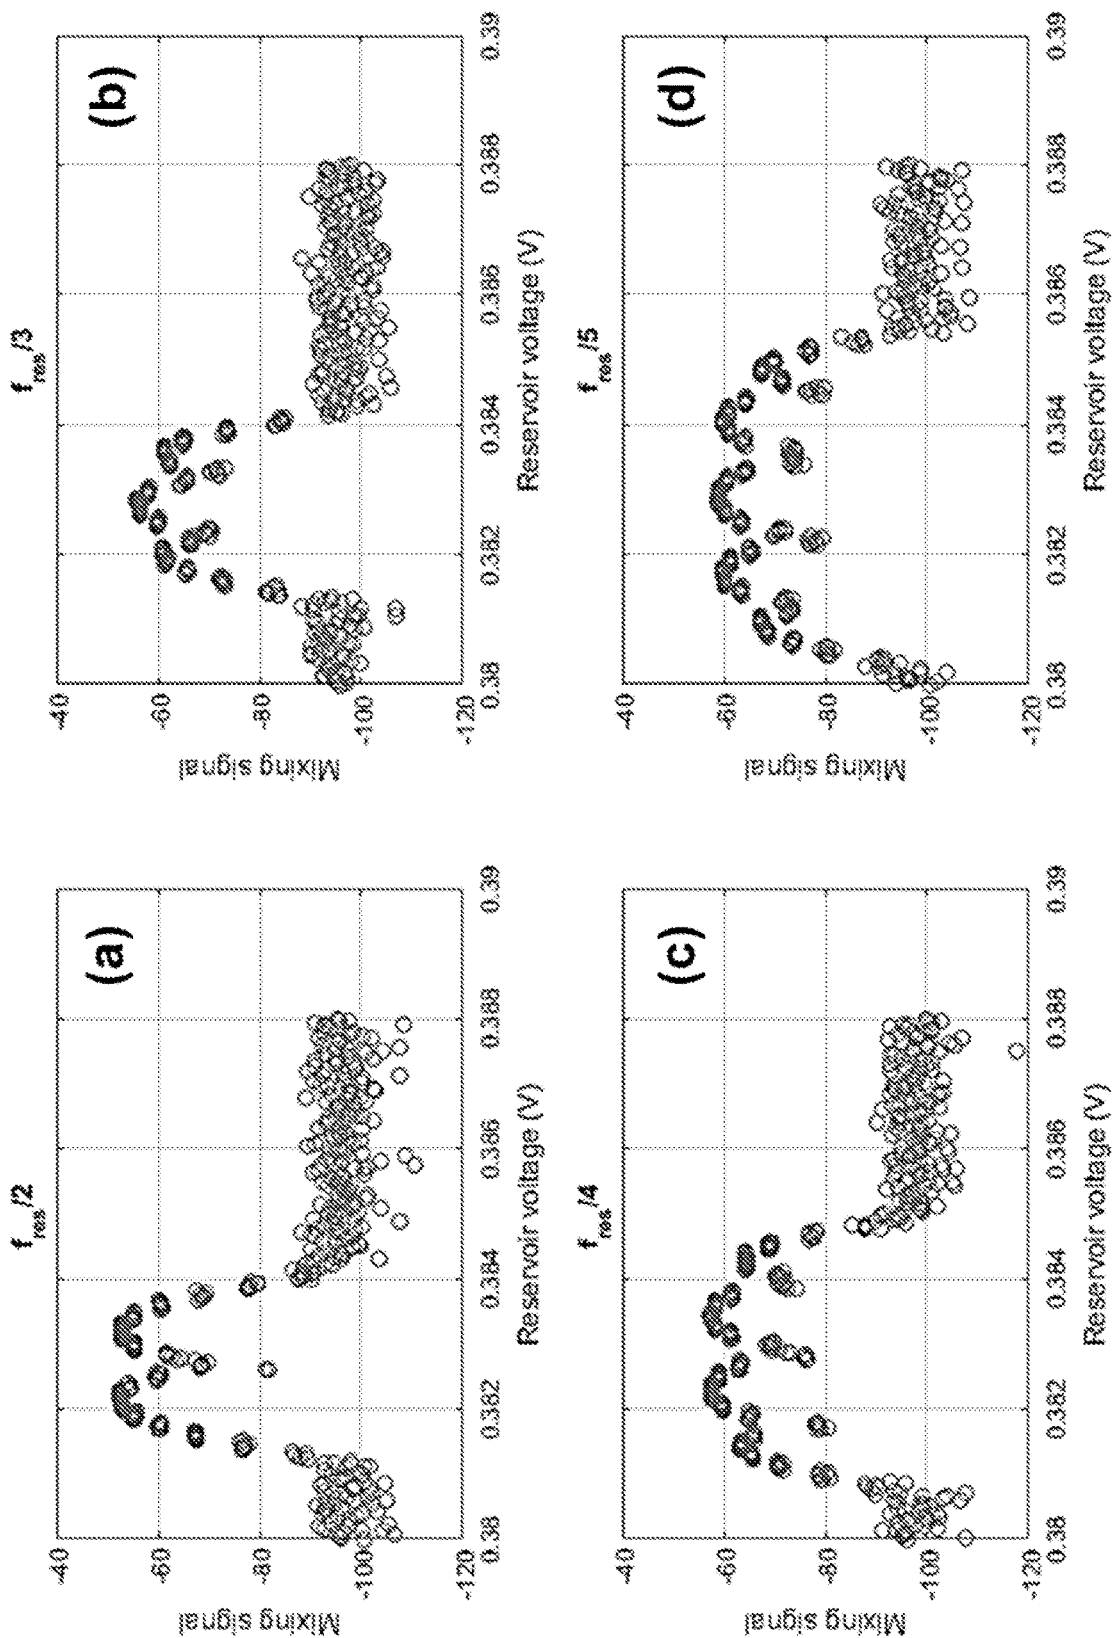 f_res/2
(a)
Mixing signal
-40
-60
-80
-100
-120
0.38
0.382
0.384
0.386
0.388
0.39
Reservoir voltage (V)
f_res/3
(b)
Mixing signal
-40
-60
-80
-100
-120
0.38
0.382
0.384
0.386
0.388
0.39
Reservoir voltage (V)
f_res/4
(c)
Mixing signal
-40
-60
-80
-100
-120
0.38
0.382
0.384
0.386
0.388
0.39
Reservoir voltage (V)
f_res/5
(d)
Mixing signal
-40
-60
-80
-100
-120
0.38
0.382
0.384
0.386
0.388
0.39
Reservoir voltage (V)